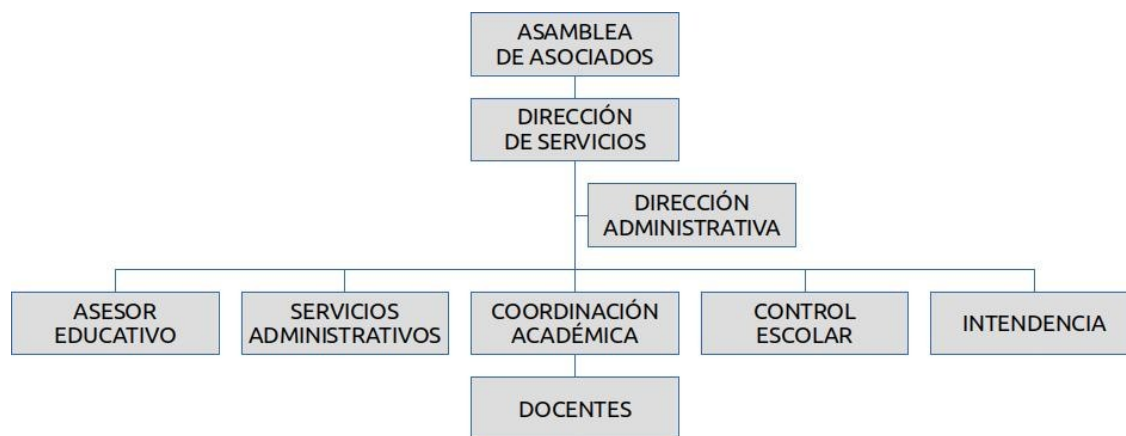 ASAMBLEA
DE ASOCIADOS
DIRECCIÓN
DE SERVICIOS
DIRECCIÓN
ADMINISTRATIVA
ASESOR
EDUCATIVO
SERVICIOS
ADMINISTRATIVOS
COORDINACIÓN
ACADÉMICA
CONTROL
ESCOLAR
INTENDENCIA
DOCENTES